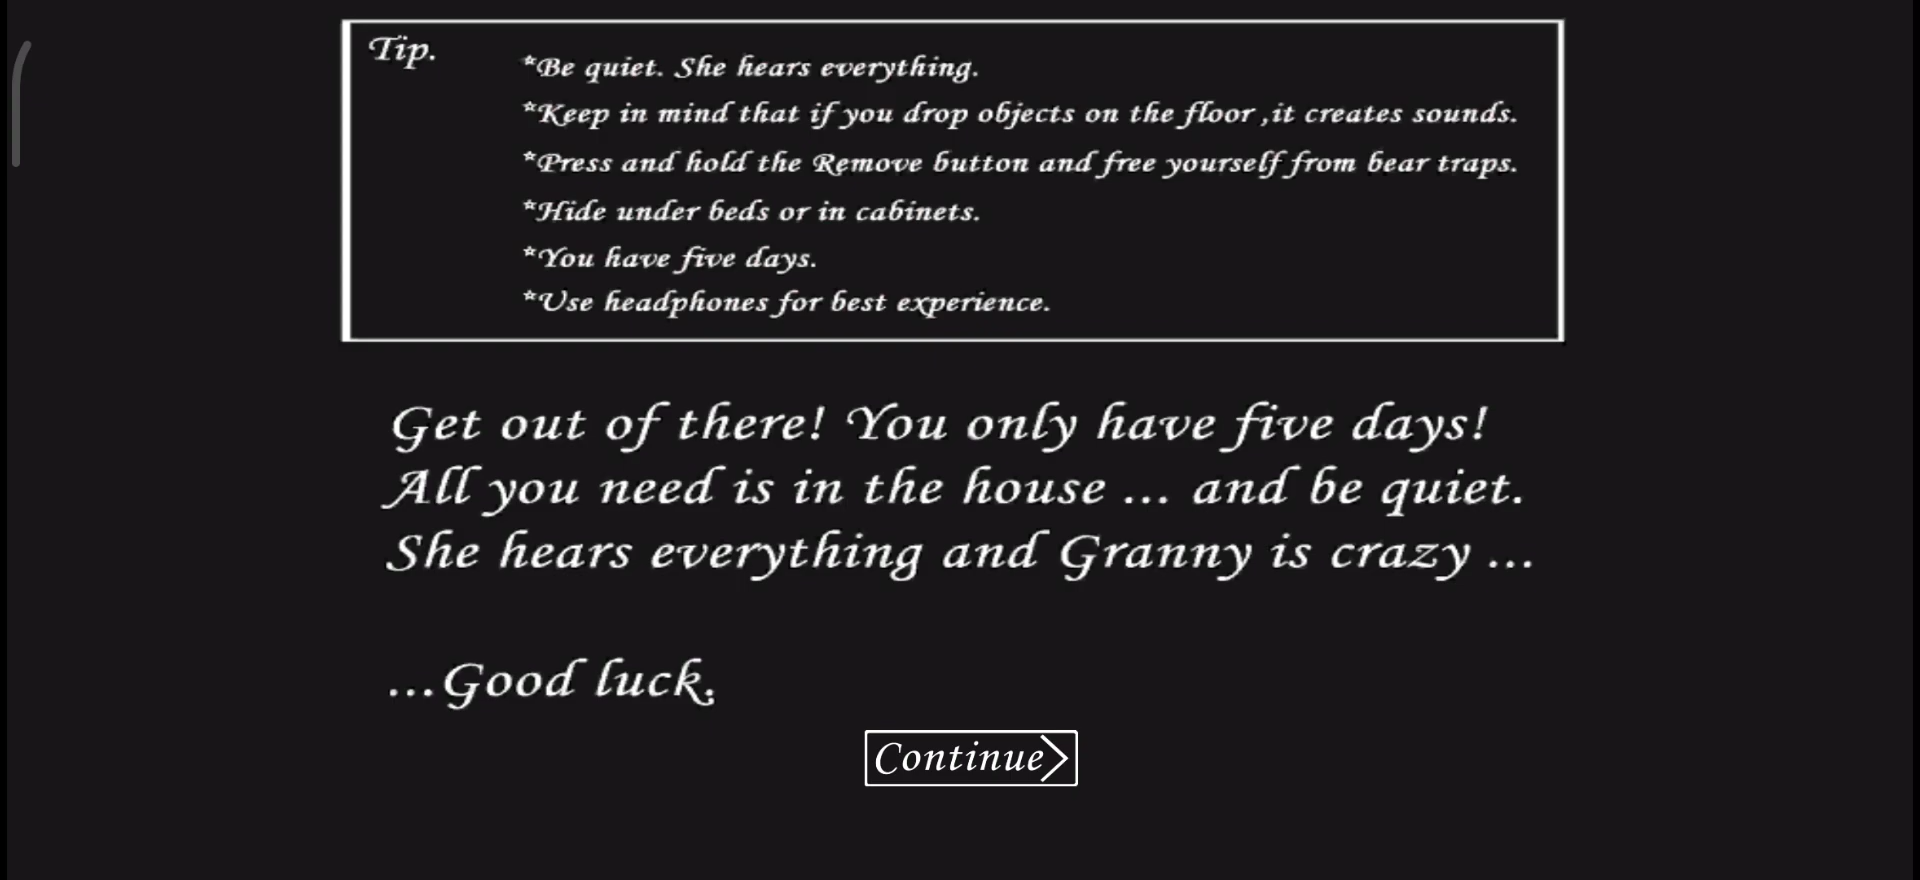 Tip.
*Be quiet. She hears everything.
*Keep in mind that if you drop objects on the floor ,it creates sounds.
*Press and hold the Remove button and free yourself from bear traps.
*Hide under beds or in cabinets.
*You have five days.
*Use headphones for best experience.
Get out of there! You only have five days!
All you need is in the house ... and be quiet.
She hears everything and Granny is crazy ...
...Good luck.
Continue>